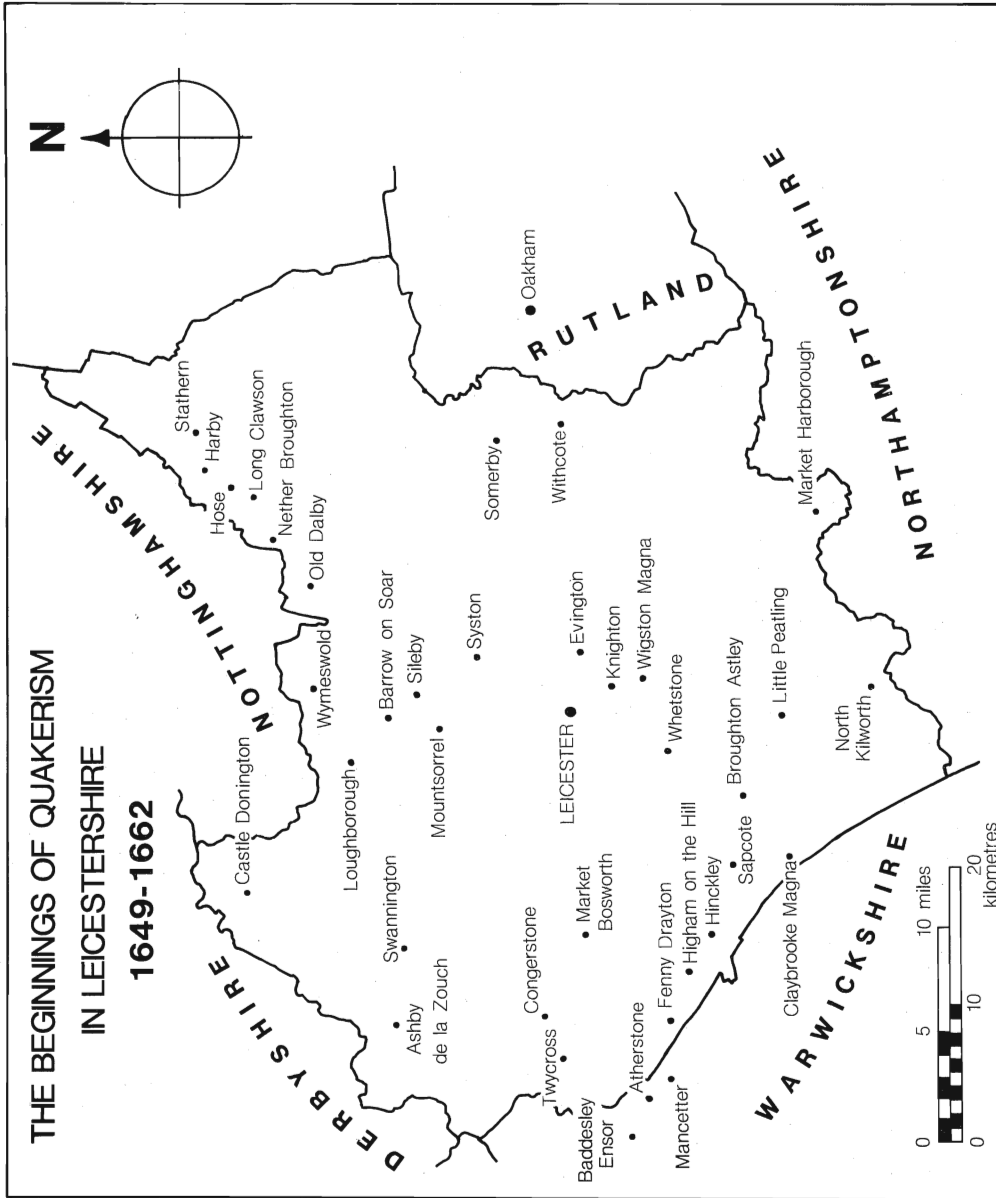 THE BEGINNINGS OF QUAKERISM
IN LEICESTERSHIRE
1649-1662
N
NOTTINGHAMSHIRE
DERBYSHIRE
RUTLAND
NORTHAMPTONSHIRE
WARWICKSHIRE
Stathern
Harby
Hose
Long Clawson
Nether Broughton
Old Dalby
Castle Donington
Wymeswold
Loughborough
Barrow on Soar
Sileby
Mountsorrel
Syston
Swannington
Ashby
de la Zouch
Somerby
Withcote
Oakham
LEICESTER
Evington
Knighton
Wigston Magna
Whetstone
Congerstone
Market
Bosworth
Twycross
Baddesley
Ensor
Atherstone
Mancetter
Fenny Drayton
Higham on the Hill
Hinckley
Sapcote
Broughton Astley
Little Peatling
Claybrooke Magna
North
Kilworth
Market Harborough
0 5 10 miles
0 10 20
kilometres